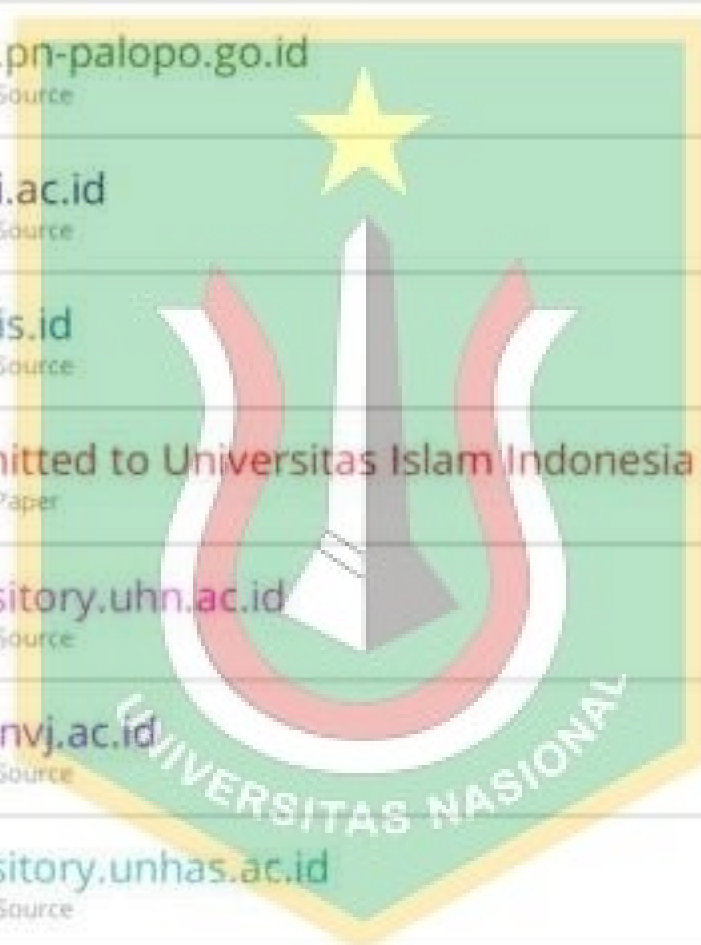 .pn-palopo.go.id
Source
i.ac.id
Source
is.id
Source
nitted to Universitas Islam Indonesia
Paper
sitory.uhn.ac.id
Source
nvj.ac.id
Source
UNIVERSITAS NASIONAL
sitory.unhas.ac.id
Source